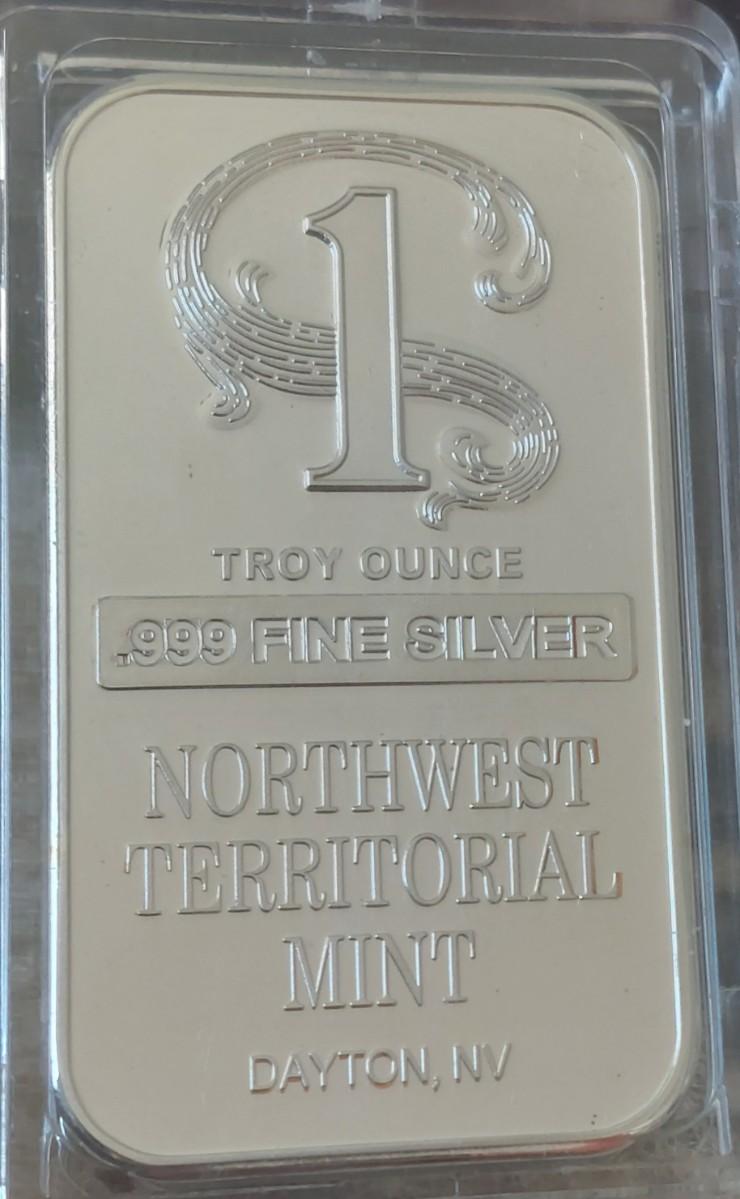 1
TROY OUNCE
.999 FINE SILVER
NORTHWEST
TERRITORIAL
MINT
DAYTON, NV